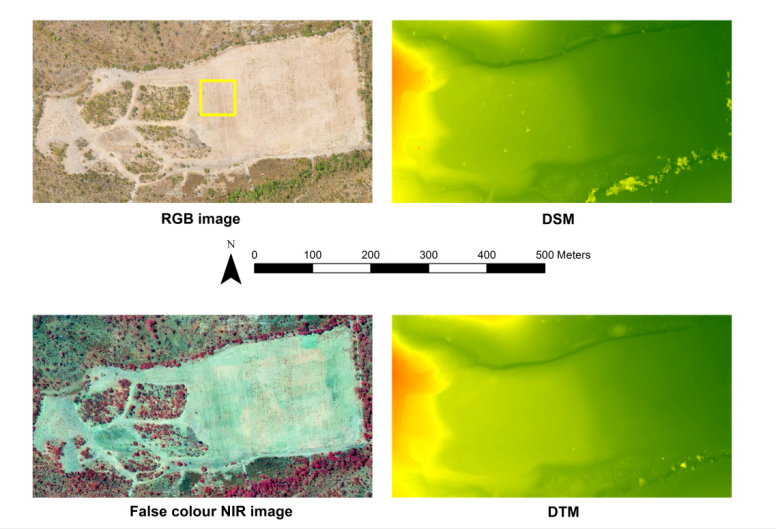 RGB image
DSM
N
0 100 200 300 400 500 Meters
False colour NIR image
DTM